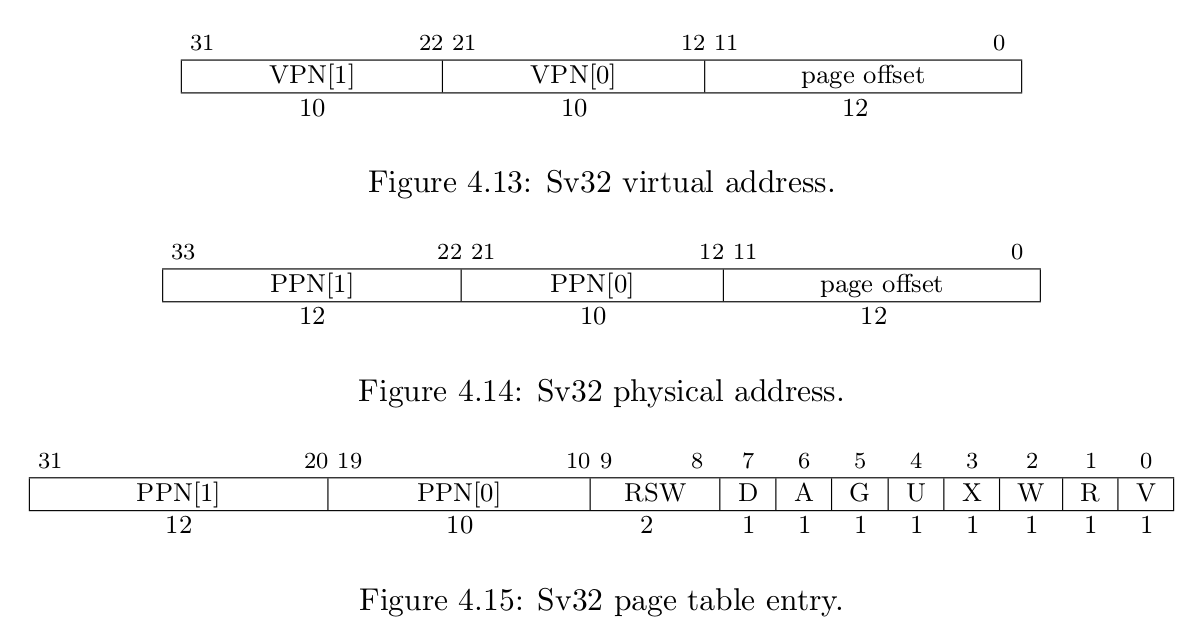 31 22 21 12 11 0
VPN[1] VPN[0] page offset
10 10 12
Figure 4.13: Sv32 virtual address.
33 22 21 12 11 0
PPN[1] PPN[0] page offset
12 10 12
Figure 4.14: Sv32 physical address.
31 20 19 10 9 8 7 6 5 4 3 2 1 0
PPN[1] PPN[0] RSW D A G U X W R V
12 10 2 1 1 1 1 1 1 1 1
Figure 4.15: Sv32 page table entry.